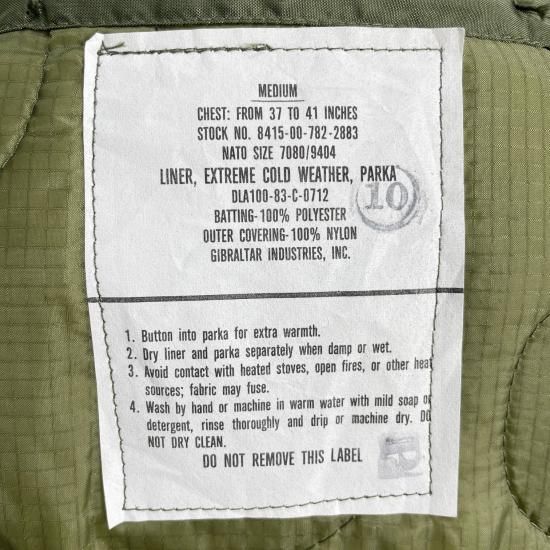 MEDIUM
CHEST: FROM 37 TO 41 INCHES
STOCK NO. 8415-00-782-2883
NATO SIZE 7080/9404
LINER, EXTREME COLD WEATHER, PARKA
DLA100-83-C-0712
10
BATTING-100% POLYESTER
OUTER COVERING-100% NYLON
GIBRALTAR INDUSTRIES, INC.
1. Button into parka for extra warmth.
2. Dry liner and parka separately when damp or wet.
3. Avoid contact with heated stoves, open fires, or other heat
sources; fabric may fuse.
4. Wash by hand or machine in warm water with mild soap or
detergent, rinse thoroughly and drip or machine dry. DO
NOT DRY CLEAN.
DO NOT REMOVE THIS LABEL